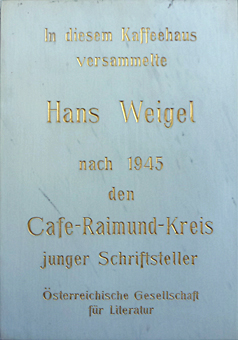 In diesem Kaffeehaus
versammelte
Hans Weigel
nach 1945
den
Cafe-Raimund-Kreis
junger Schriftsteller
Österreichische Gesellschaft
für Literatur